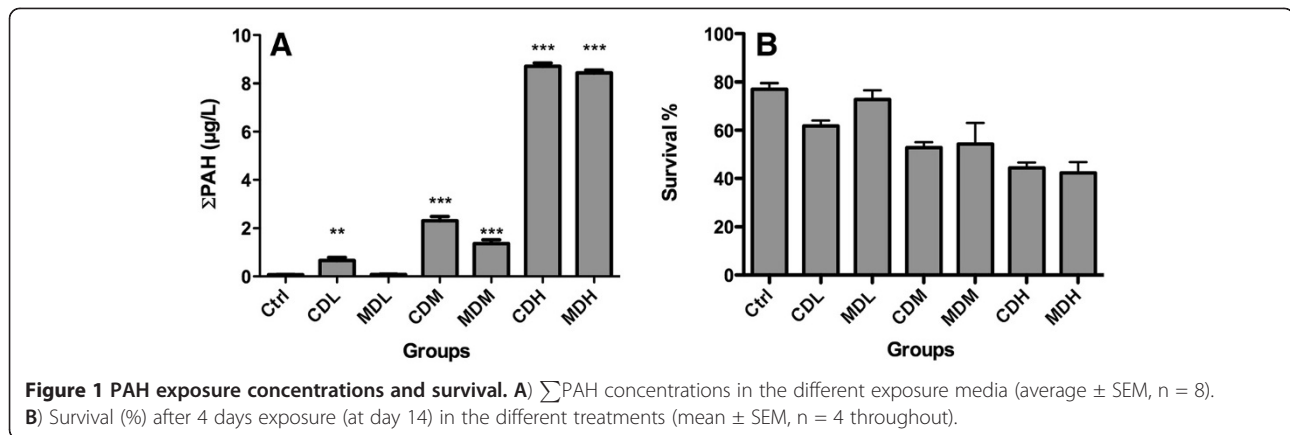 A
ΣPAH (µg/L)
10
8
6
4
2
0
**
***
***
***
***
Ctrl
CDL
MDL
CDM
MDM
CDH
MDH
Groups
B
Survival %
100
80
60
40
20
0
Ctrl
CDL
MDL
CDM
MDM
CDH
MDH
Groups
Figure 1 PAH exposure concentrations and survival. A) ∑PAH concentrations in the different exposure media (average ± SEM, n = 8).
B) Survival (%) after 4 days exposure (at day 14) in the different treatments (mean ± SEM, n = 4 throughout).